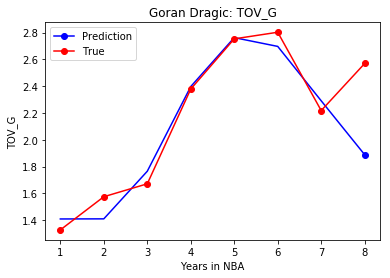 Goran Dragic: TOV_G
Prediction
True
TOV_G
2.8
2.6
2.4
2.2
2.0
1.8
1.6
1.4
1 2 3 4 5 6 7 8
Years in NBA